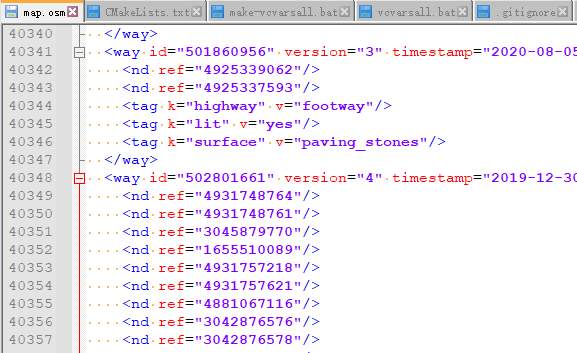 map.osm CMakeLists.txt make-vcvarsall.bat vcvarsall.bat .gitignore
40340 </way>
40341 <way id="501860956" version="3" timestamp="2020-08-05
40342 <nd ref="4925339062"/>
40343 <nd ref="4925337593"/>
40344 <tag k="highway" v="footway"/>
40345 <tag k="lit" v="yes"/>
40346 <tag k="surface" v="paving_stones"/>
40347 </way>
40348 <way id="502801661" version="4" timestamp="2019-12-30
40349 <nd ref="4931748764"/>
40350 <nd ref="4931748761"/>
40351 <nd ref="3045879770"/>
40352 <nd ref="1655510089"/>
40353 <nd ref="4931757218"/>
40354 <nd ref="4931757621"/>
40355 <nd ref="4881067116"/>
40356 <nd ref="3042876576"/>
40357 <nd ref="3042876578"/>